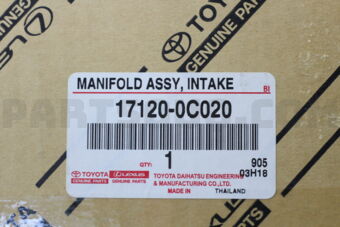 TOYOTA
GENUINE PARTS
MANIFOLD ASSY, INTAKE
BI
17120-0C020
QTY:
1
905
03H18
TOYOTA
GENUINE PARTS
LEXUS
GENUINE PARTS
TOYOTA DAIHATSU ENGINEERING
& MANUFACTURING CO.,LTD.
MADE IN THAILAND